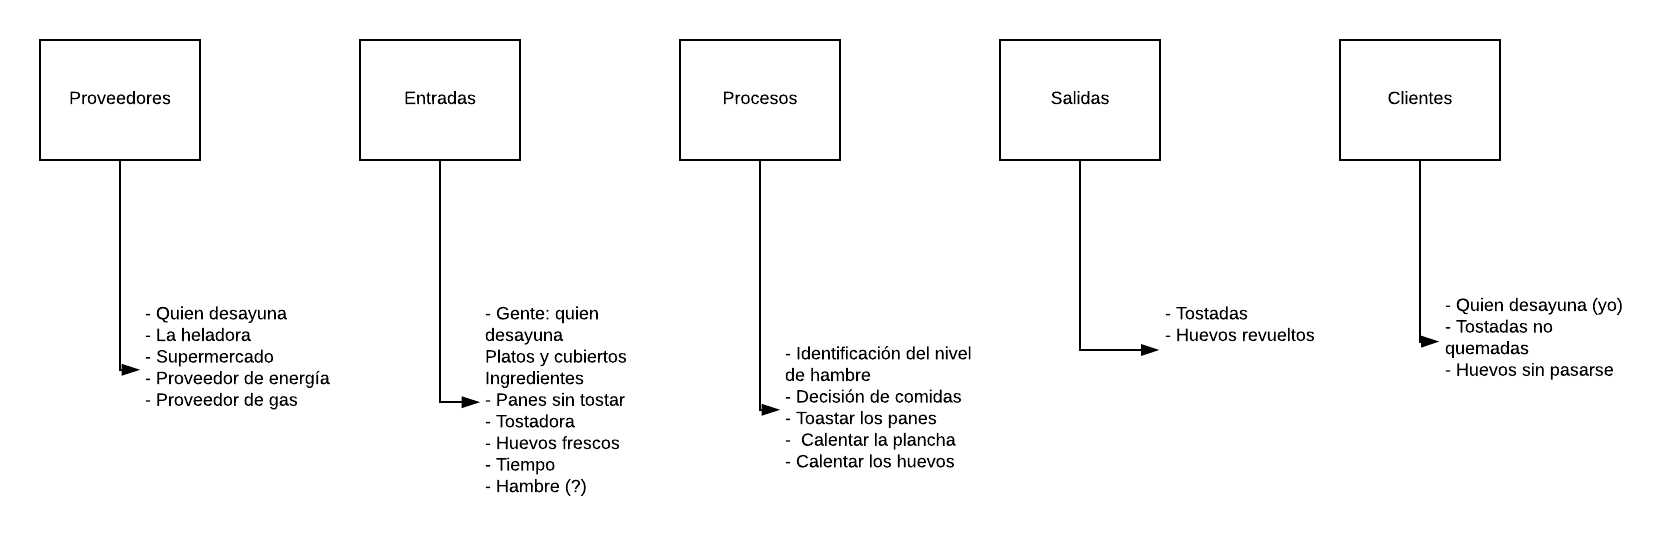 Proveedores
Entradas
Procesos
Salidas
Clientes
- Quien desayuna
- La heladora
- Supermercado
- Proveedor de energía
- Proveedor de gas
- Gente: quien
desayuna
Platos y cubiertos
Ingredientes
- Panes sin tostar
- Tostadora
- Huevos frescos
- Tiempo
- Hambre (?)
- Identificación del nivel
de hambre
- Decisión de comidas
- Toastar los panes
-  Calentar la plancha
- Calentar los huevos
- Tostadas
- Huevos revueltos
- Quien desayuna (yo)
- Tostadas no
quemadas
- Huevos sin pasarse